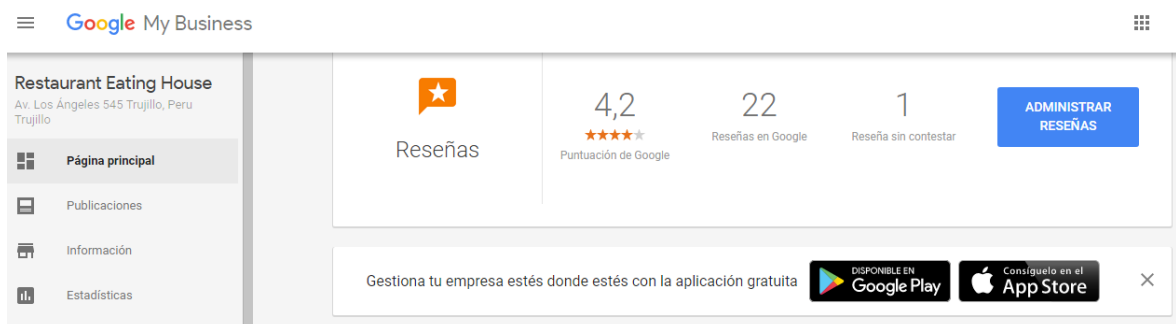 Google My Business
Restaurant Eating House
Av. Los Ángeles 545 Trujillo, Peru
Trujillo
Página principal
Publicaciones
Información
Estadísticas
Reseñas
4,2
Puntuación de Google
22
Reseñas en Google
1
Reseña sin contestar
ADMINISTRAR
RESEÑAS
Gestiona tu empresa estés donde estés con la aplicación gratuita
DISPONIBLE EN
Google Play
Consíguelo en el
App Store